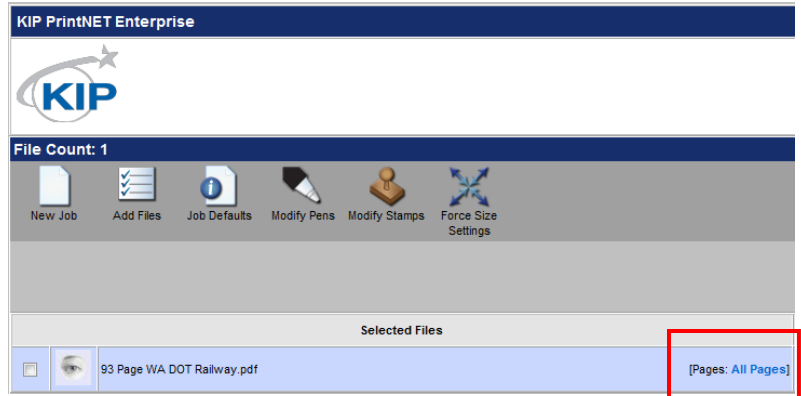 KIP PrintNET Enterprise
KIP
File Count: 1
New Job Add Files Job Defaults Modify Pens Modify Stamps Force Size
Settings
Selected Files
93 Page WA DOT Railway.pdf [Pages: All Pages]